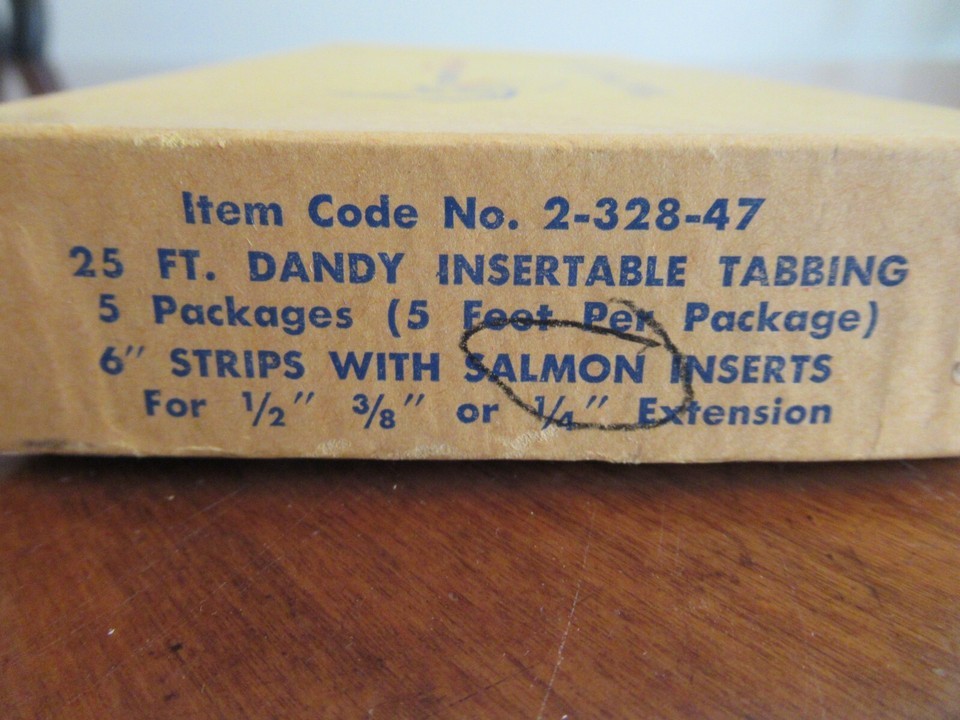 Item Code No. 2-328-47
25 FT. DANDY INSERTABLE TABBING
5 Packages (5 Feet Per Package)
6″ STRIPS WITH SALMON INSERTS
For 1/2″ 3/8″ or 1/4″ Extension